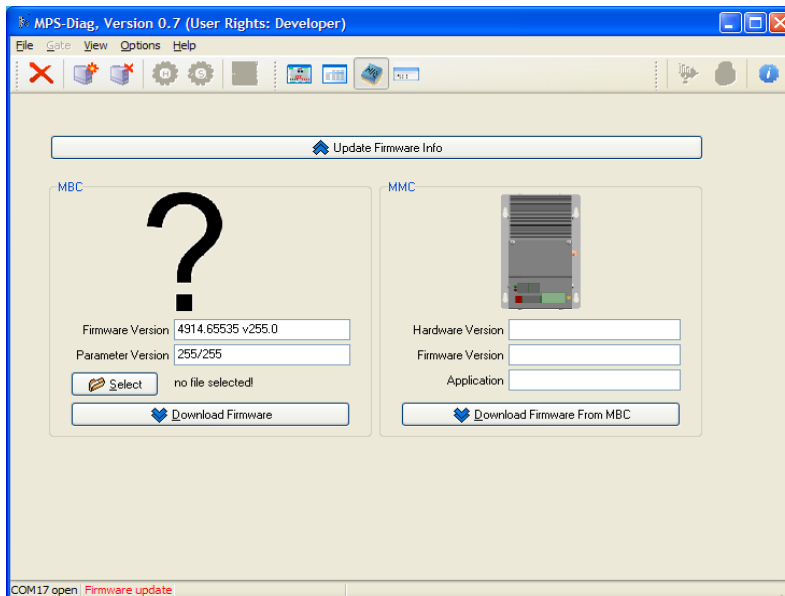 MPS-Diag, Version 0.7 (User Rights: Developer)
File Gate View Options Help
Update Firmware Info
MBC
MMC
?
Firmware Version 4914.65535 v255.0
Parameter Version 255/255
Select no file selected!
Download Firmware
Hardware Version
Firmware Version
Application
Download Firmware From MBC
COM17 open Firmware update